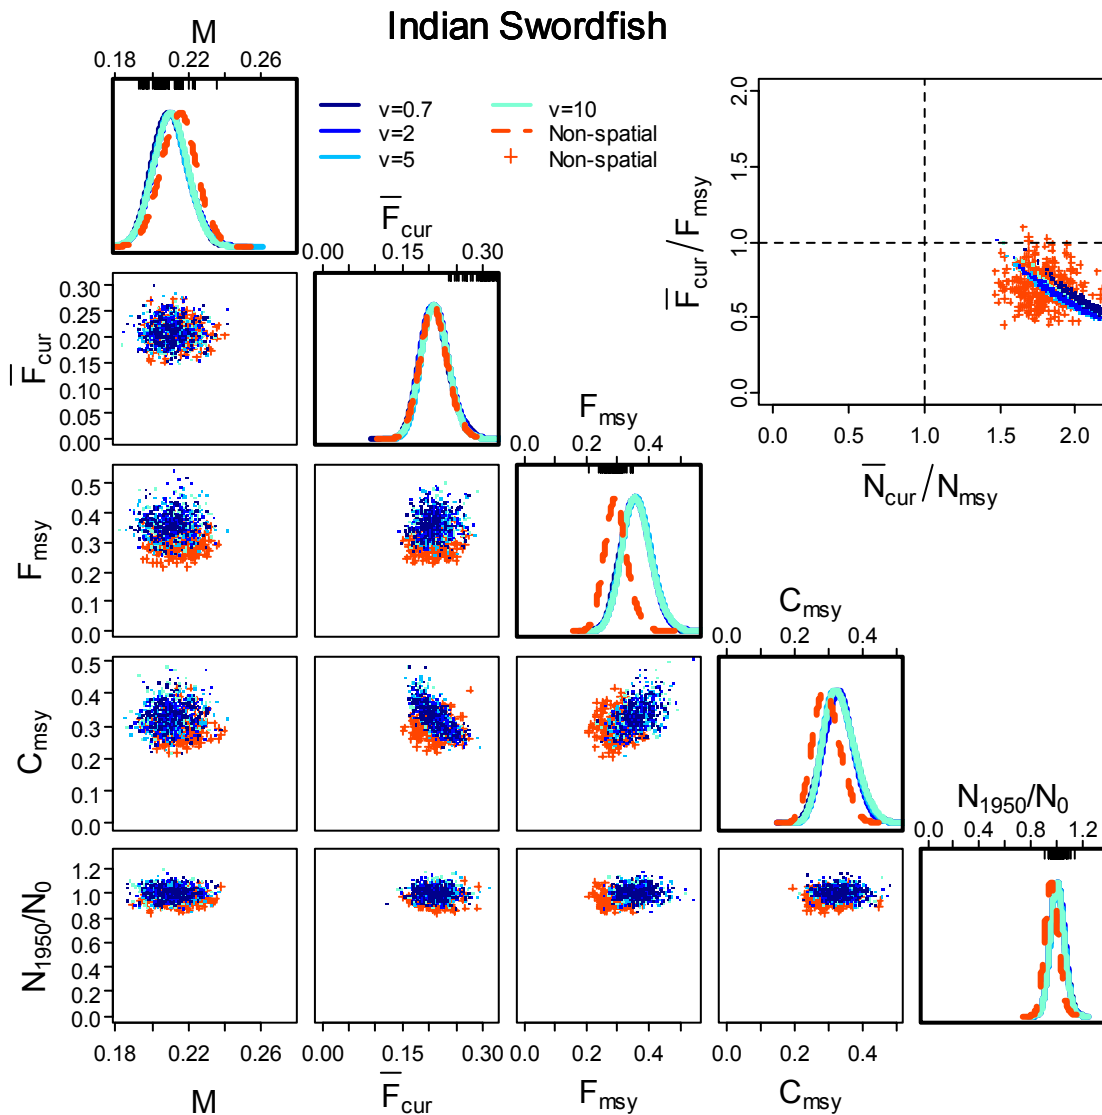 Indian Swordfish
M
0.18 0.22 0.26
v=0.7
v=2
v=5
v=10
Non-spatial
Non-spatial
F̅cur / Fmsy
0.0 0.5 1.0 1.5 2.0
0.0 0.5 1.0 1.5 2.0
N̅cur / Nmsy
F̅cur
0.00 0.15 0.30
F̅cur
0.00 0.05 0.10 0.15 0.20 0.25 0.30
Fmsy
0.0 0.2 0.4
Fmsy
0.0 0.1 0.2 0.3 0.4 0.5
Cmsy
0.0 0.2 0.4
Cmsy
0.0 0.1 0.2 0.3 0.4 0.5
N1950/N0
0.0 0.4 0.8 1.2
N1950/N0
0.0 0.2 0.4 0.6 0.8 1.0 1.2
0.18 0.22 0.26
0.00 0.15 0.30
0.0 0.2 0.4
0.0 0.2 0.4
M
F̅cur
Fmsy
Cmsy